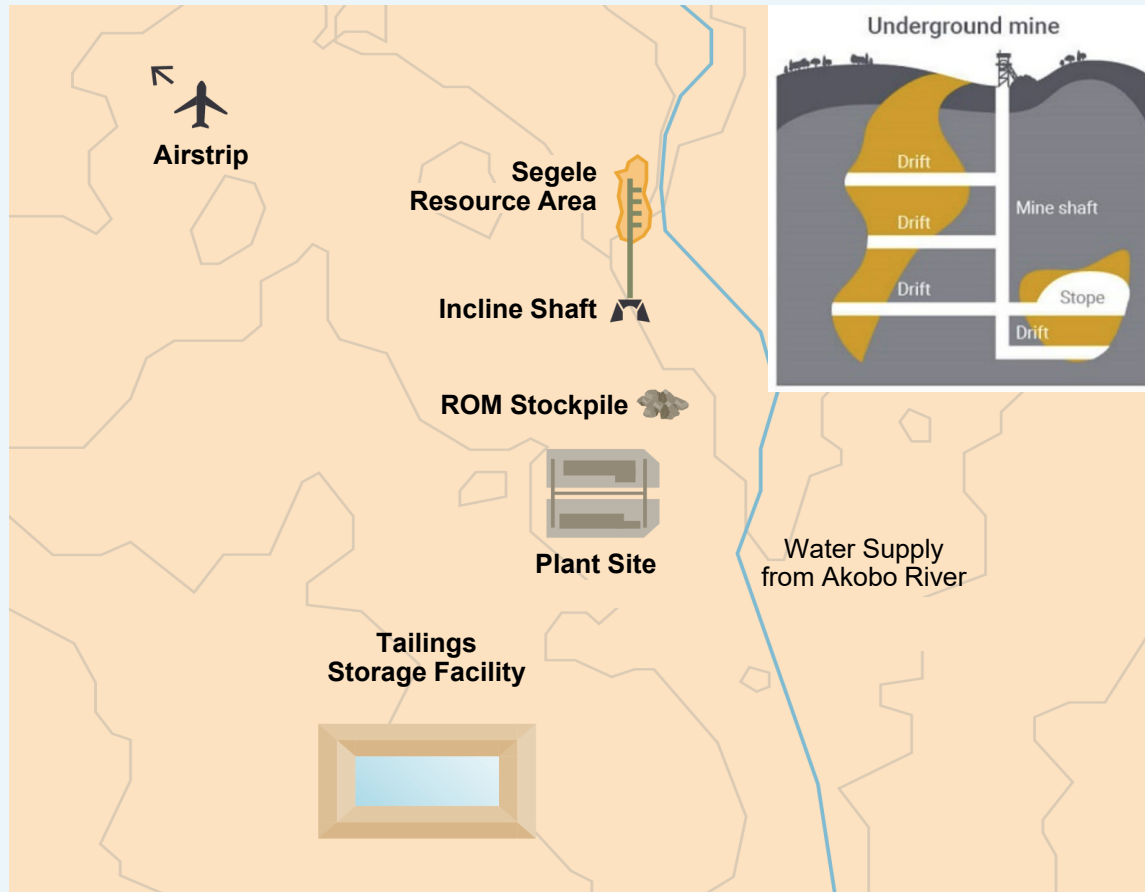 Underground mine
Drift
Mine shaft
Drift
Drift
Stope
Drift
Airstrip
Segele
Resource Area
Incline Shaft
ROM Stockpile
Plant Site
Water Supply
from Akobo River
Tailings
Storage Facility